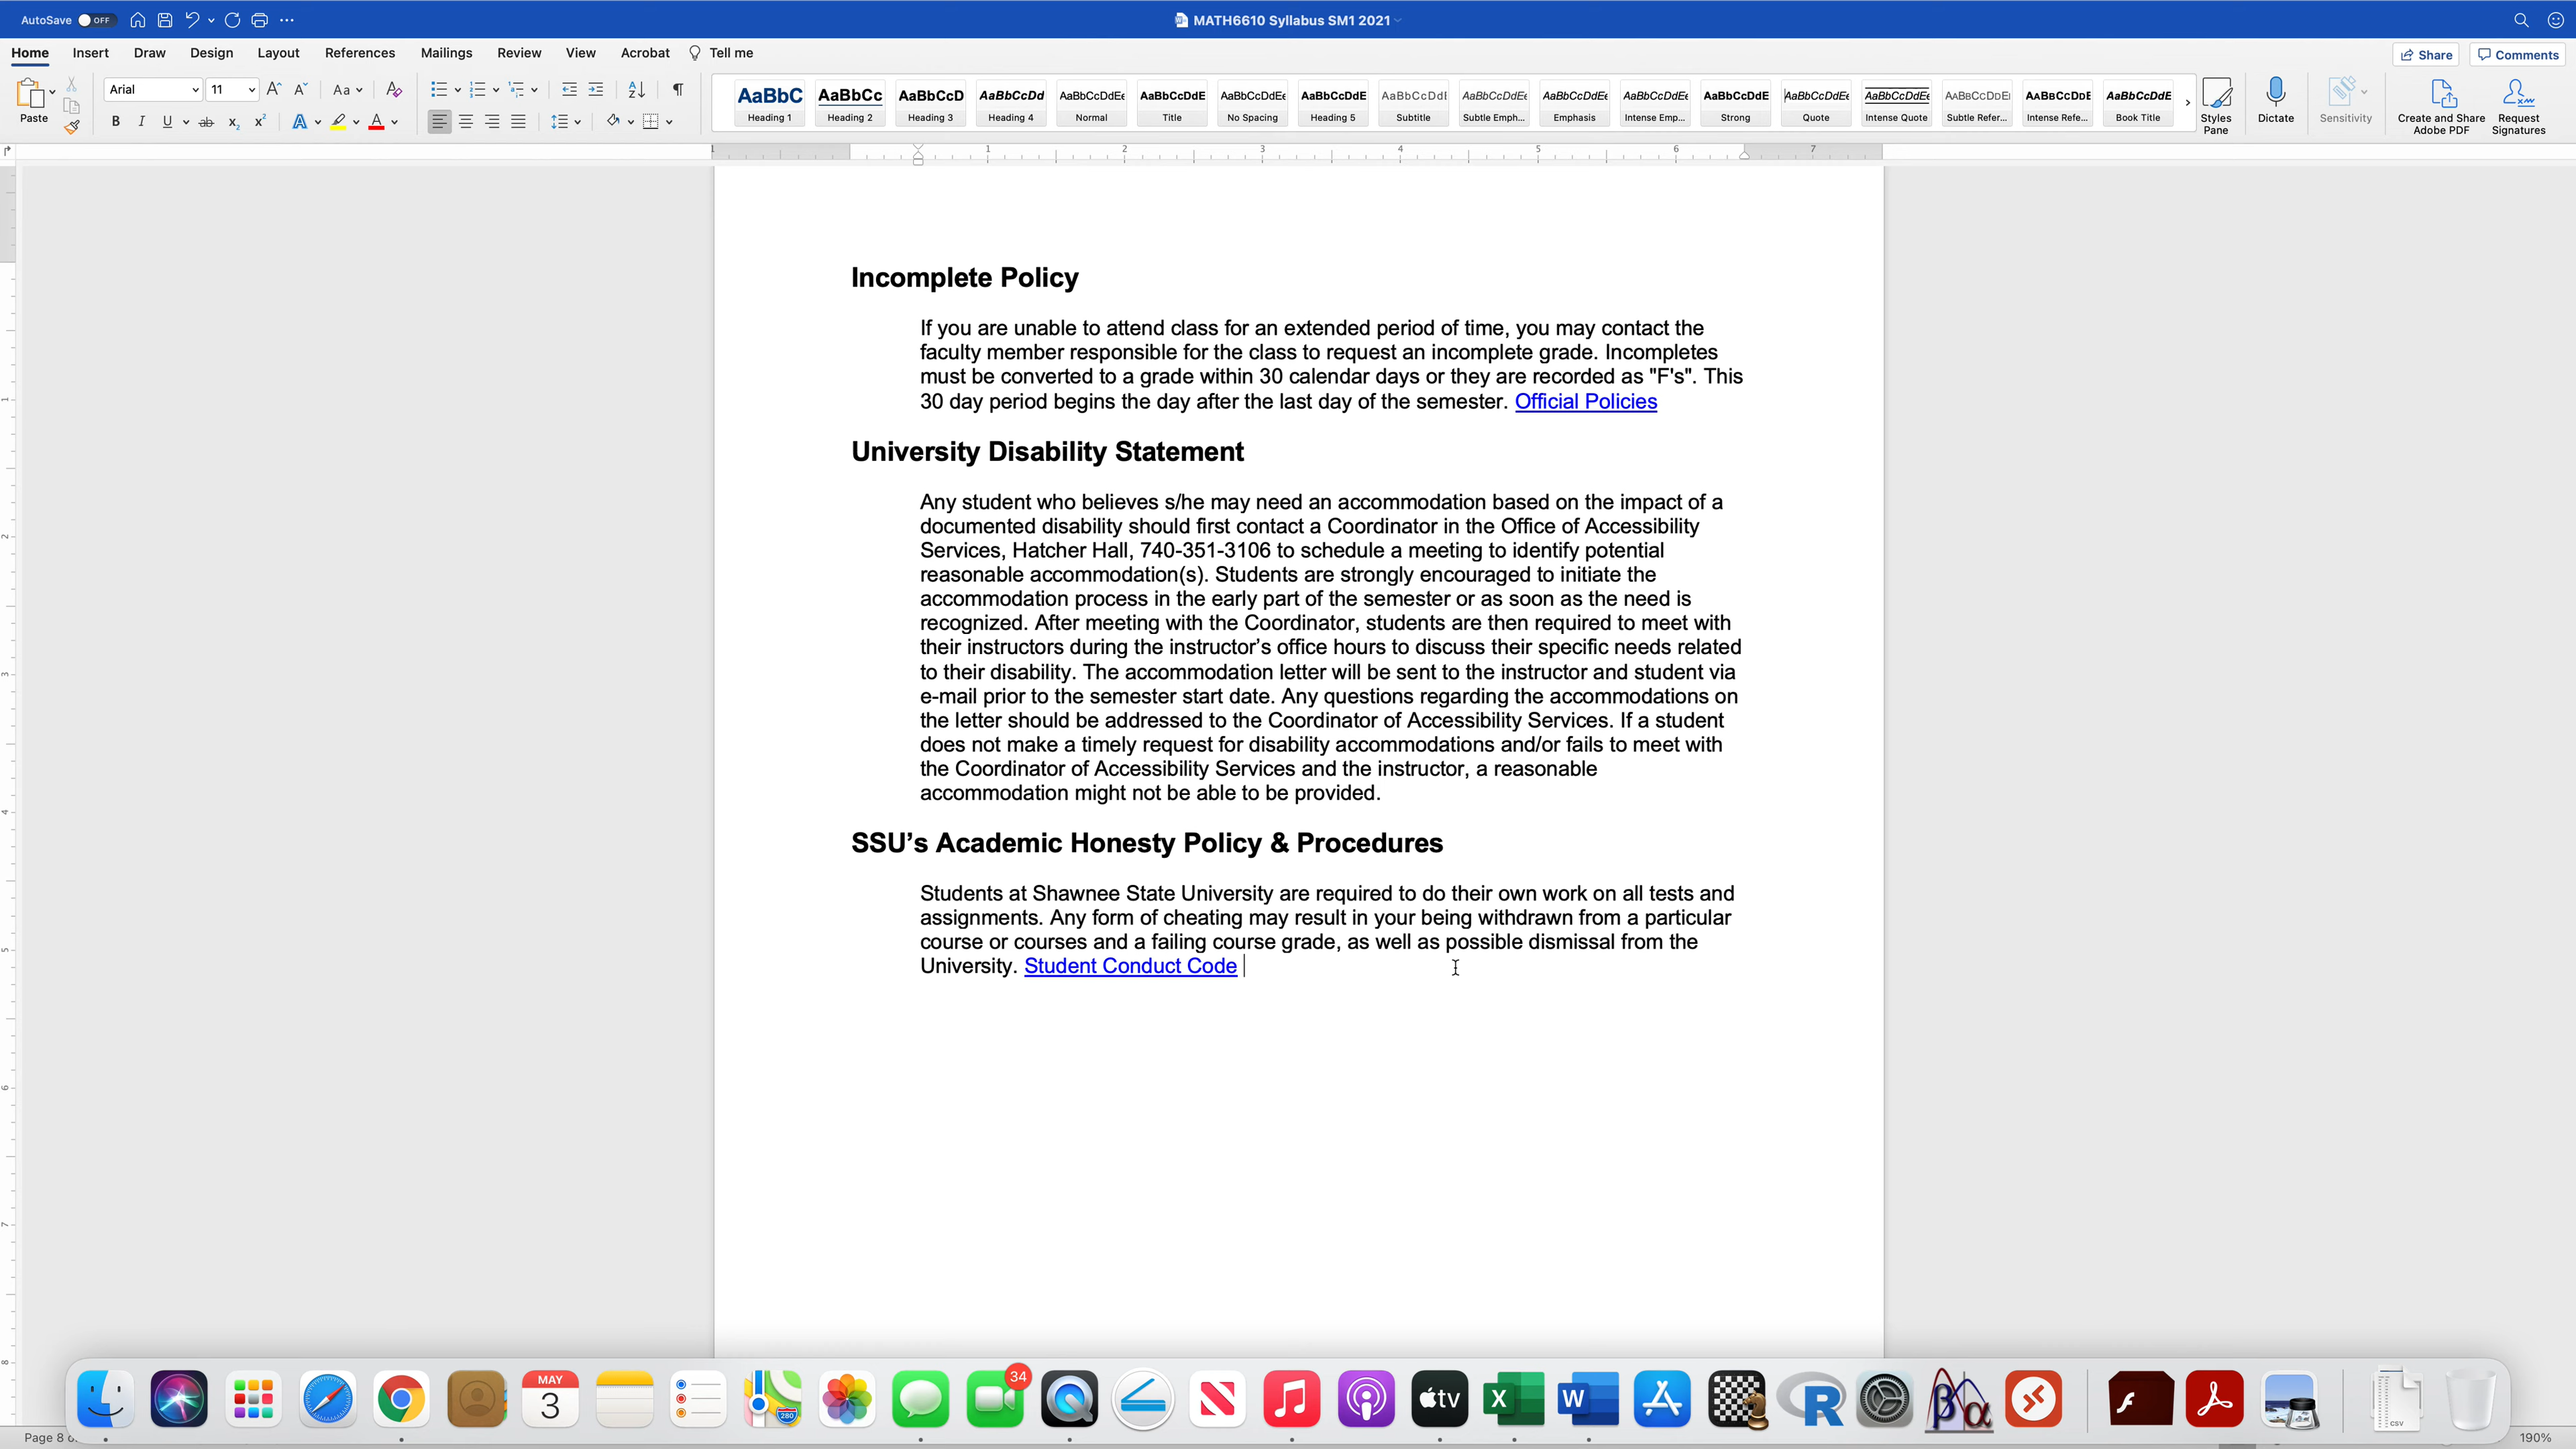 AutoSave OFF MATH6610 Syllabus SM1 2021
Home Insert Draw Design Layout References Mailings Review View Acrobat Tell me Share Comments
Paste Arial 11 Aa
AaBbC AaBbCc AaBbCcD AaBbCcDd AaBbCcDdEe AaBbCcDdE AaBbCcDdEe AaBbCcDdE AaBbCcDdE AaBbCcDdEe AaBbCcDdEe AaBbCcDdEe AaBbCcDdE AaBbCcDdEe AaBbCcDdEe AaBbCcDdE AaBbCcDdE AaBbCcDdE
Heading 1 Heading 2 Heading 3 Heading 4 Normal Title No Spacing Heading 5 Subtitle Subtle Emph... Emphasis Intense Emp... Strong Quote Intense Quote Subtle Refer... Intense Refe... Book Title
Styles Pane Dictate Sensitivity Create and Share Adobe PDF Request Signatures
1 1 2 3 4 5 6 7
Incomplete Policy
If you are unable to attend class for an extended period of time, you may contact the
faculty member responsible for the class to request an incomplete grade. Incompletes
must be converted to a grade within 30 calendar days or they are recorded as "F's". This
30 day period begins the day after the last day of the semester. Official Policies
University Disability Statement
Any student who believes s/he may need an accommodation based on the impact of a
documented disability should first contact a Coordinator in the Office of Accessibility
Services, Hatcher Hall, 740-351-3106 to schedule a meeting to identify potential
reasonable accommodation(s). Students are strongly encouraged to initiate the
accommodation process in the early part of the semester or as soon as the need is
recognized. After meeting with the Coordinator, students are then required to meet with
their instructors during the instructor’s office hours to discuss their specific needs related
to their disability. The accommodation letter will be sent to the instructor and student via
e-mail prior to the semester start date. Any questions regarding the accommodations on
the letter should be addressed to the Coordinator of Accessibility Services. If a student
does not make a timely request for disability accommodations and/or fails to meet with
the Coordinator of Accessibility Services and the instructor, a reasonable
accommodation might not be able to be provided.
SSU’s Academic Honesty Policy & Procedures
Students at Shawnee State University are required to do their own work on all tests and
assignments. Any form of cheating may result in your being withdrawn from a particular
course or courses and a failing course grade, as well as possible dismissal from the
University. Student Conduct Code
MAY 3 280 34 tv X W R βα CSV
Page 8 190%